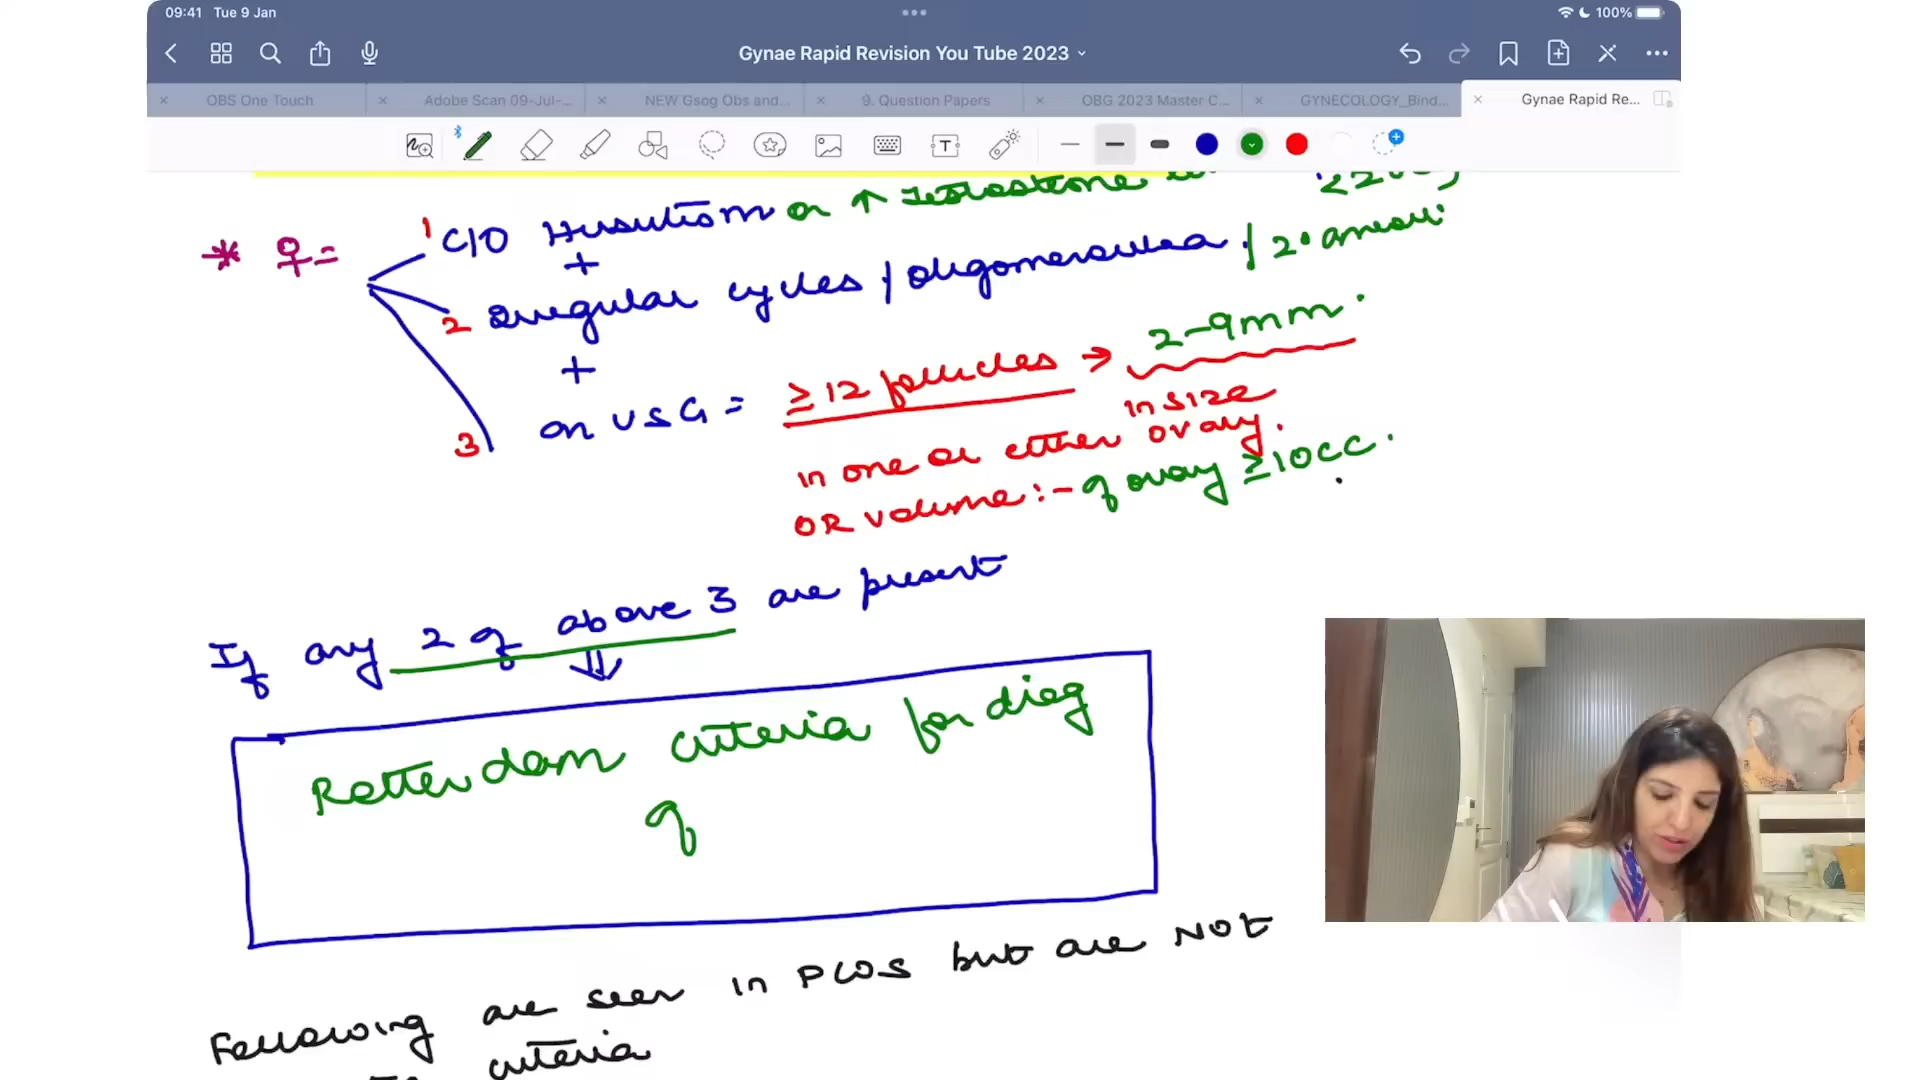 09:41 Tue 9 Jan
100%
Gynae Rapid Revision You Tube 2023
OBS One Touch
Adobe Scan 09-Jul-...
NEW Gsog Obs and...
9. Question Papers
OBG 2023 Master C...
GYNECOLOGY_Bind...
Gynae Rapid Re...
* ♀= 1 C/O Hirsutism or ↑ Testosterone
+
2 Irregular cycles / oligomenorrhea / 2°
+
3 on USG = ≥12 follicles → 2-9mm.
in size
in one or either ovary.
OR volume:- of ovary ≥10cc.
If any 2 of above 3 are present
Rotterdam criteria for diag
of
Following are seen in PCOS but are NOT
criteria